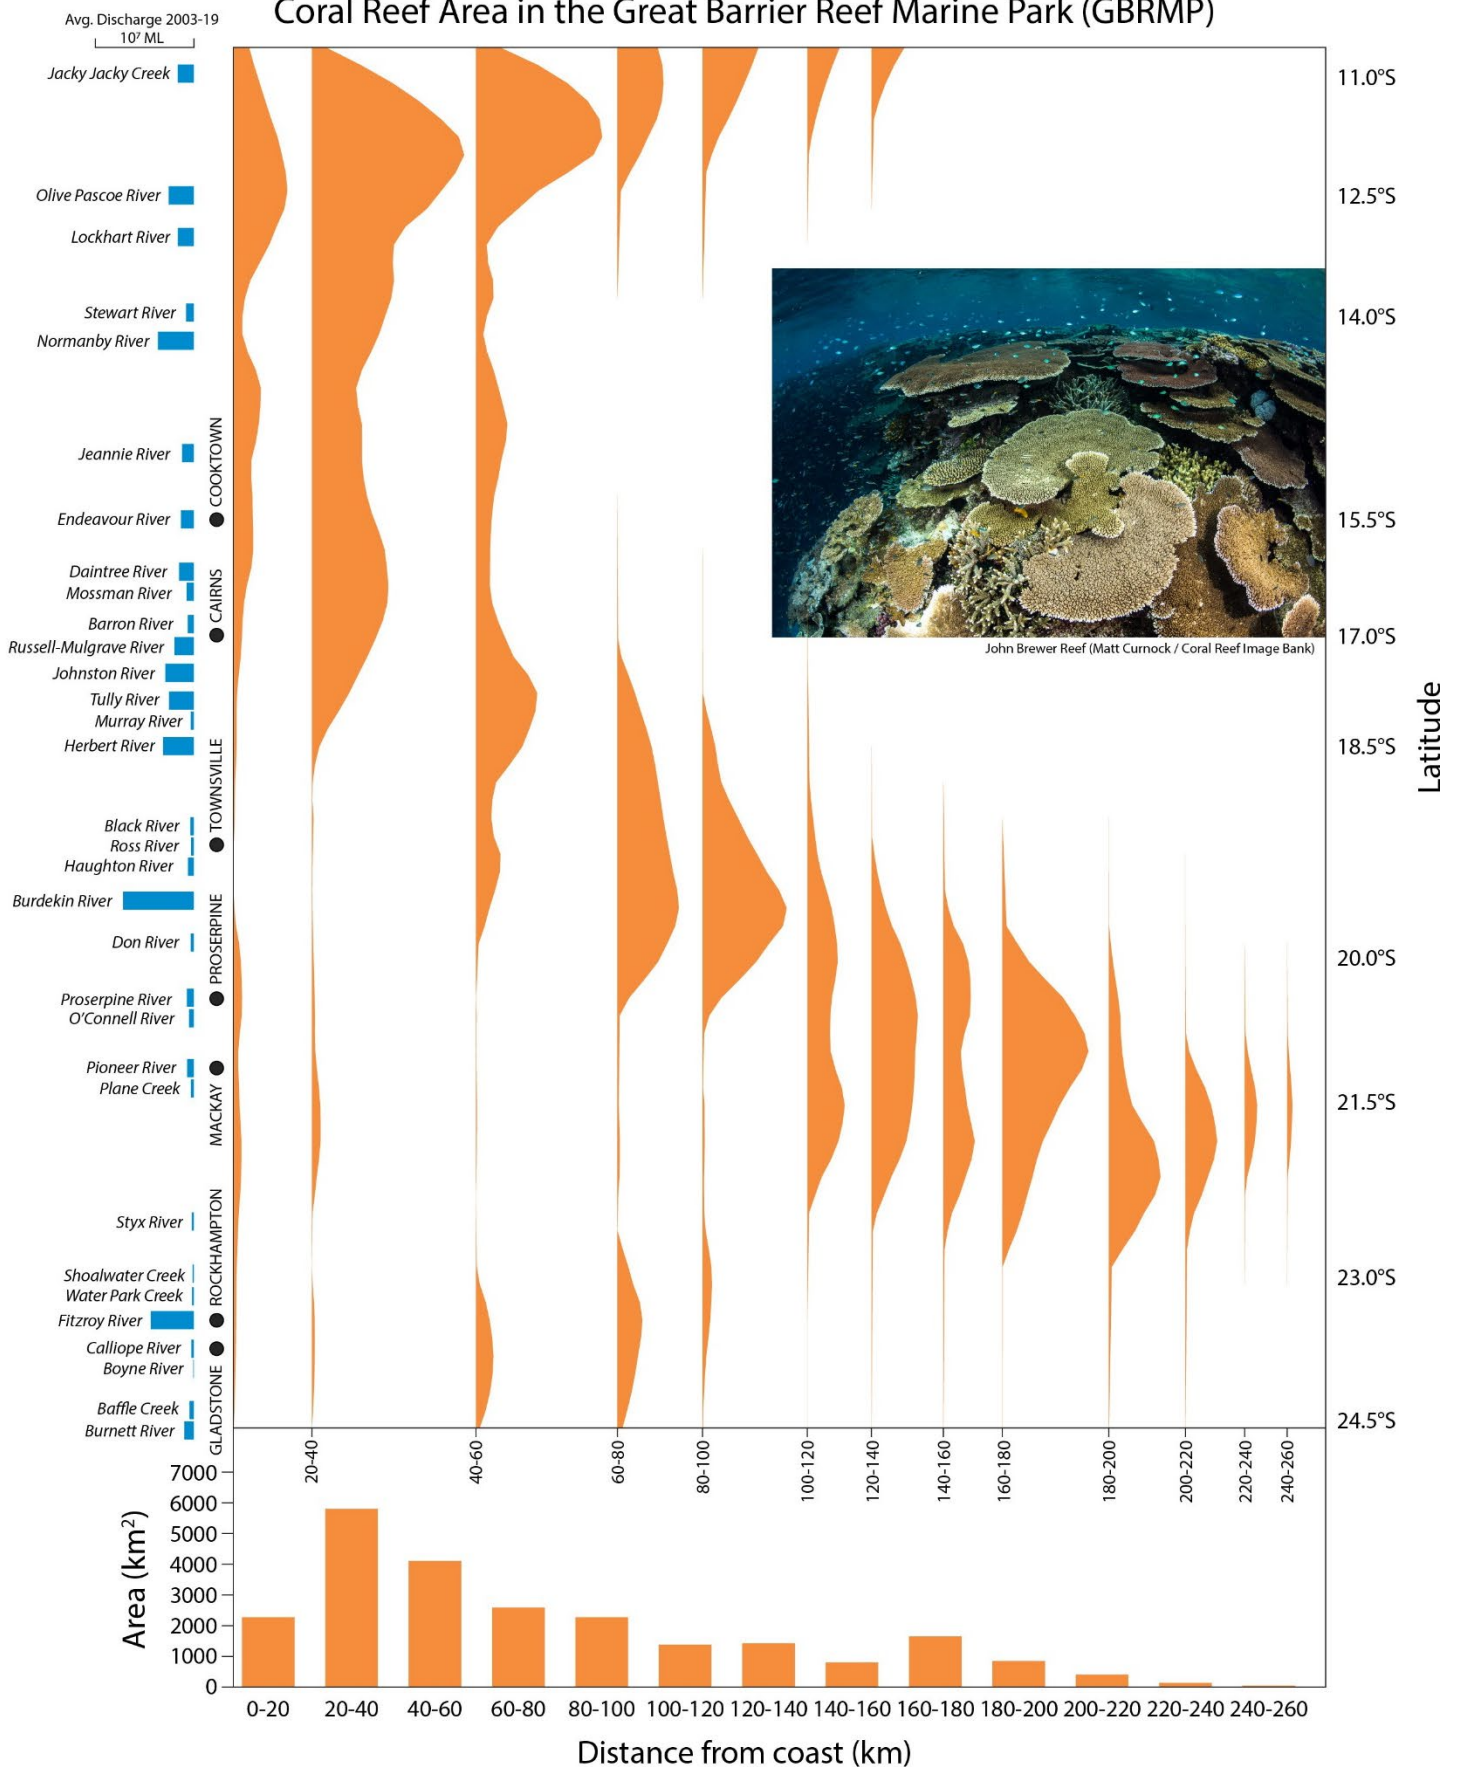 Coral Reef Area in the Great Barrier Reef Marine Park (GBRMP)
Avg. Discharge 2003-19
10⁷ ML
Jacky Jacky Creek
Olive Pascoe River
Lockhart River
Stewart River
Normanby River
Jeannie River
Endeavour River
Daintree River
Mossman River
Barron River
Russell-Mulgrave River
Johnston River
Tully River
Murray River
Herbert River
Black River
Ross River
Haughton River
Burdekin River
Don River
Proserpine River
O'Connell River
Pioneer River
Plane Creek
Styx River
Shoalwater Creek
Water Park Creek
Fitzroy River
Calliope River
Boyne River
Baffle Creek
Burnett River
COOKTOWN
CAIRNS
TOWNSVILLE
PROSERPINE
MACKAY
ROCKHAMPTON
GLADSTONE
John Brewer Reef (Matt Curnock / Coral Reef Image Bank)
11.0°S
12.5°S
14.0°S
15.5°S
17.0°S
18.5°S
20.0°S
21.5°S
23.0°S
24.5°S
Latitude
20-40
40-60
60-80
80-100
100-120
120-140
140-160
160-180
180-200
200-220
220-240
240-260
7000
6000
5000
4000
3000
2000
1000
0
Area (km²)
0-20 20-40 40-60 60-80 80-100 100-120 120-140 140-160 160-180 180-200 200-220 220-240 240-260
Distance from coast (km)